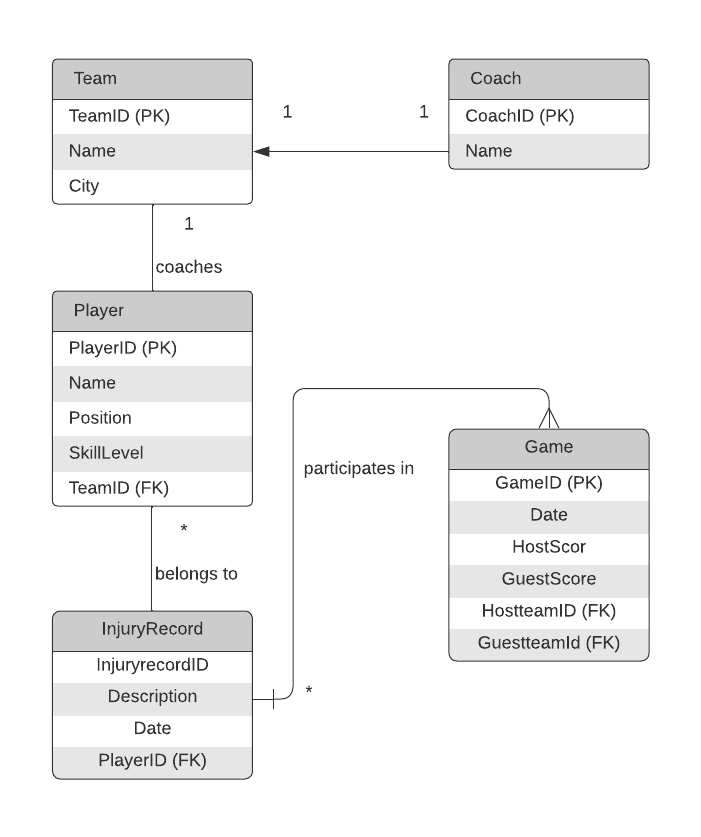 Team
TeamID (PK)
Name
City
1
1
Coach
CoachID (PK)
Name
1
coaches
Player
PlayerID (PK)
Name
Position
SkillLevel
TeamID (FK)
*
belongs to
participates in
Game
GameID (PK)
Date
HostScor
GuestScore
HostteamID (FK)
GuestteamId (FK)
InjuryRecord
InjuryrecordID
Description
Date
PlayerID (FK)
*